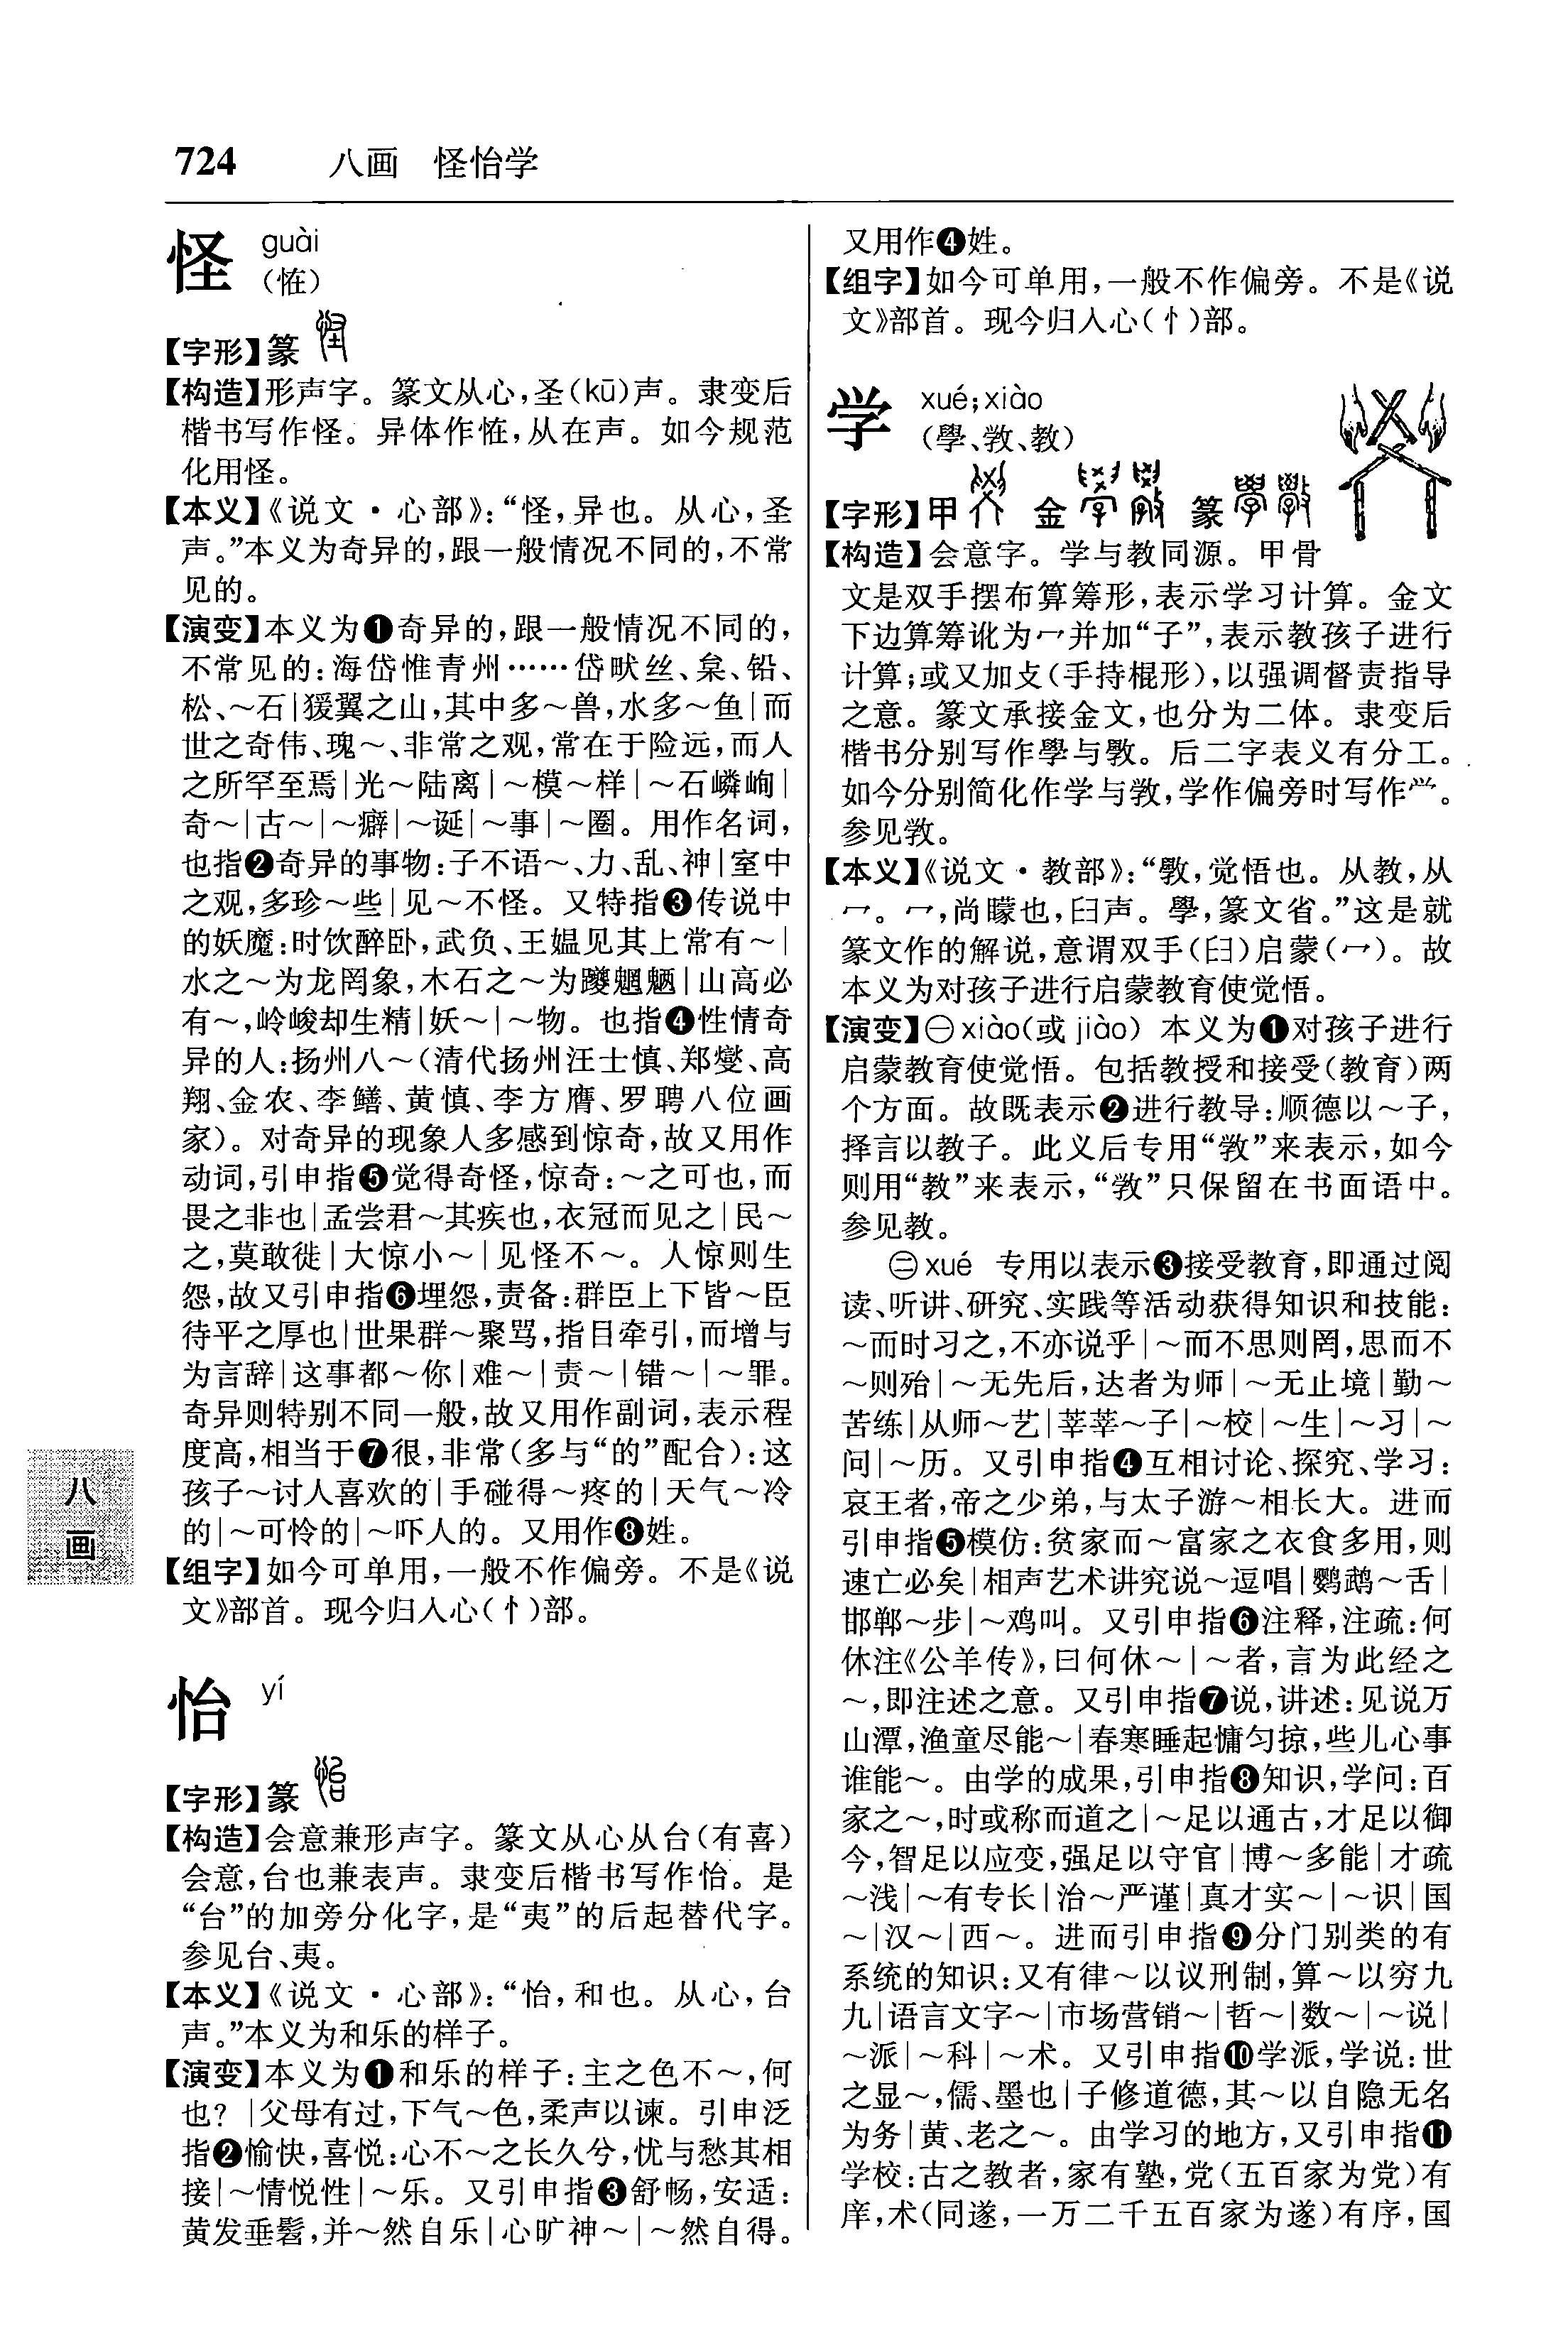 724 八画 怪怡学
怪 guài
(恠)
【字形】篆
【构造】形声字。篆文从心,圣(kū)声。隶变后
楷书写作怪。异体作恠,从在声。如今规范
化用怪。
【本义】《说文·心部》:“怪,异也。从心,圣
声。”本义为奇异的,跟一般情况不同的,不常
见的。
【演变】本义为❶奇异的,跟一般情况不同的,
不常见的:海岱惟青州……岱畎丝、枲、铅、
松、~石|猨翼之山,其中多~兽,水多~鱼|而
世之奇伟、瑰~、非常之观,常在于险远,而人
之所罕至焉|光~陆离|~模~样|~石嶙峋|
奇~|古~|~癖|~诞|~事|~圈。用作名词,
也指❷奇异的事物:子不语~、力、乱、神|室中
之观,多珍~些|见~不怪。又特指❸传说中
的妖魔:时饮醉卧,武负、王媪见其上常有~|
水之~为龙罔象,木石之~为夔魍魉|山高必
有~,岭峻却生精|妖~|~物。也指❹性情奇
异的人:扬州八~(清代扬州汪士慎、郑燮、高
翔、金农、李鳝、黄慎、李方膺、罗聘八位画
家)。对奇异的现象人多感到惊奇,故又用作
动词,引申指❺觉得奇怪,惊奇:~之可也,而
畏之非也|孟尝君~其疾也,衣冠而见之|民~
之,莫敢徙|大惊小~|见怪不~。人惊则生
怨,故又引申指❻埋怨,责备:群臣上下皆~臣
待平之厚也|世果群~聚骂,指目牵引,而增与
为言辞|这事都~你|难~|责~|错~|~罪。
奇异则特别不同一般,故又用作副词,表示程
度高,相当于❼很,非常(多与“的”配合):这
孩子~讨人喜欢的|手碰得~疼的|天气~冷
的|~可怜的|~吓人的。又用作❽姓。
【组字】如今可单用,一般不作偏旁。不是《说
文》部首。现今归入心(忄)部。
怡 yí
【字形】篆
【构造】会意兼形声字。篆文从心从台(有喜)
会意,台也兼表声。隶变后楷书写作怡。是
“台”的加旁分化字,是“夷”的后起替代字。
参见台、夷。
【本义】《说文·心部》:“怡,和也。从心,台
声。”本义为和乐的样子。
【演变】本义为❶和乐的样子:主之色不~,何
也?|父母有过,下气~色,柔声以谏。引申泛
指❷愉快,喜悦:心不~之长久兮,忧与愁其相
接|~情悦性|~乐。又引申指❸舒畅,安适:
黄发垂髫,并~然自乐|心旷神~|~然自得。
又用作❹姓。
【组字】如今可单用,一般不作偏旁。不是《说
文》部首。现今归入心(忄)部。
学 xué;xiào
(學、敩、教)
【字形】甲 金 篆
【构造】会意字。学与教同源。甲骨
文是双手摆布算筹形,表示学习计算。金文
下边算筹讹为冖并加“子”,表示教孩子进行
计算;或又加攴(手持棍形),以强调督责指导
之意。篆文承接金文,也分为二体。隶变后
楷书分别写作學与斆。后二字表义有分工。
如今分别简化作学与敩,学作偏旁时写作⺍冖。
参见敩。
【本义】《说文·教部》:“斆,觉悟也。从教,从
冖。冖,尚矇也,臼声。學,篆文省。”这是就
篆文作的解说,意谓双手(臼)启蒙(冖)。故
本义为对孩子进行启蒙教育使觉悟。
【演变】㊀xiào(或 jiào) 本义为❶对孩子进行
启蒙教育使觉悟。包括教授和接受(教育)两
个方面。故既表示❷进行教导:顺德以~子,
择言以教子。此义后专用“敩”来表示,如今
则用“教”来表示,“敩”只保留在书面语中。
参见教。
㊁xué 专用以表示❸接受教育,即通过阅
读、听讲、研究、实践等活动获得知识和技能:
~而时习之,不亦说乎|~而不思则罔,思而不
~则殆|~无先后,达者为师|~无止境|勤~
苦练|从师~艺|莘莘~子|~校|~生|~习|~
问|~历。又引申指❹互相讨论、探究、学习:
哀王者,帝之少弟,与太子游~相长大。进而
引申指❺模仿:贫家而~富家之衣食多用,则
速亡必矣|相声艺术讲究说~逗唱|鹦鹉~舌|
邯郸~步|~鸡叫。又引申指❻注释,注疏:何
休注《公羊传》,曰何休~|~者,言为此经之
~,即注述之意。又引申指❼说,讲述:见说万
山潭,渔童尽能~|春寒睡起慵匀掠,些儿心事
谁能~。由学的成果,引申指❽知识,学问:百
家之~,时或称而道之|~足以通古,才足以御
今,智足以应变,强足以守官|博~多能|才疏
~浅|~有专长|治~严谨|真才实~|~识|国
~|汉~|西~。进而引申指❾分门别类的有
系统的知识:又有律~以议刑制,算~以穷九
九|语言文字~|市场营销~|哲~|数~|~说|
~派|~科|~术。又引申指❿学派,学说:世
之显~,儒、墨也|子修道德,其~以自隐无名
为务|黄、老之~。由学习的地方,又引申指⓫
学校:古之教者,家有塾,党(五百家为党)有
庠,术(同遂,一万二千五百家为遂)有序,国
八
画